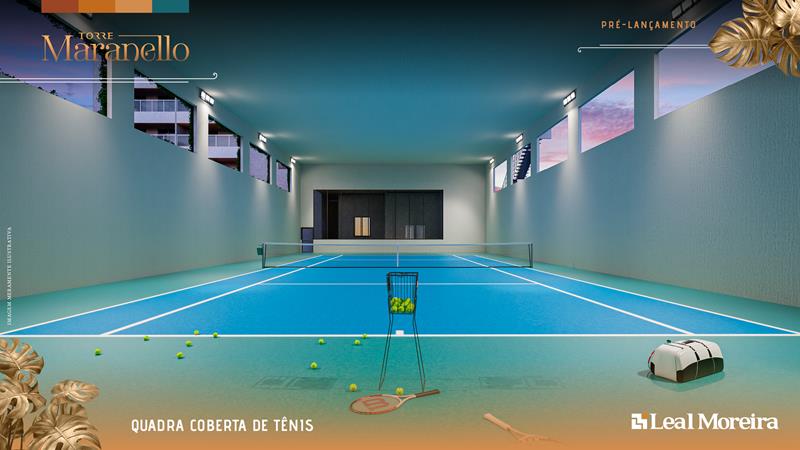 TORRE
Maranello
PRÉ-LANÇAMENTO
IMAGEM MERAMENTE ILUSTRATIVA
QUADRA COBERTA DE TÊNIS
Leal Moreira